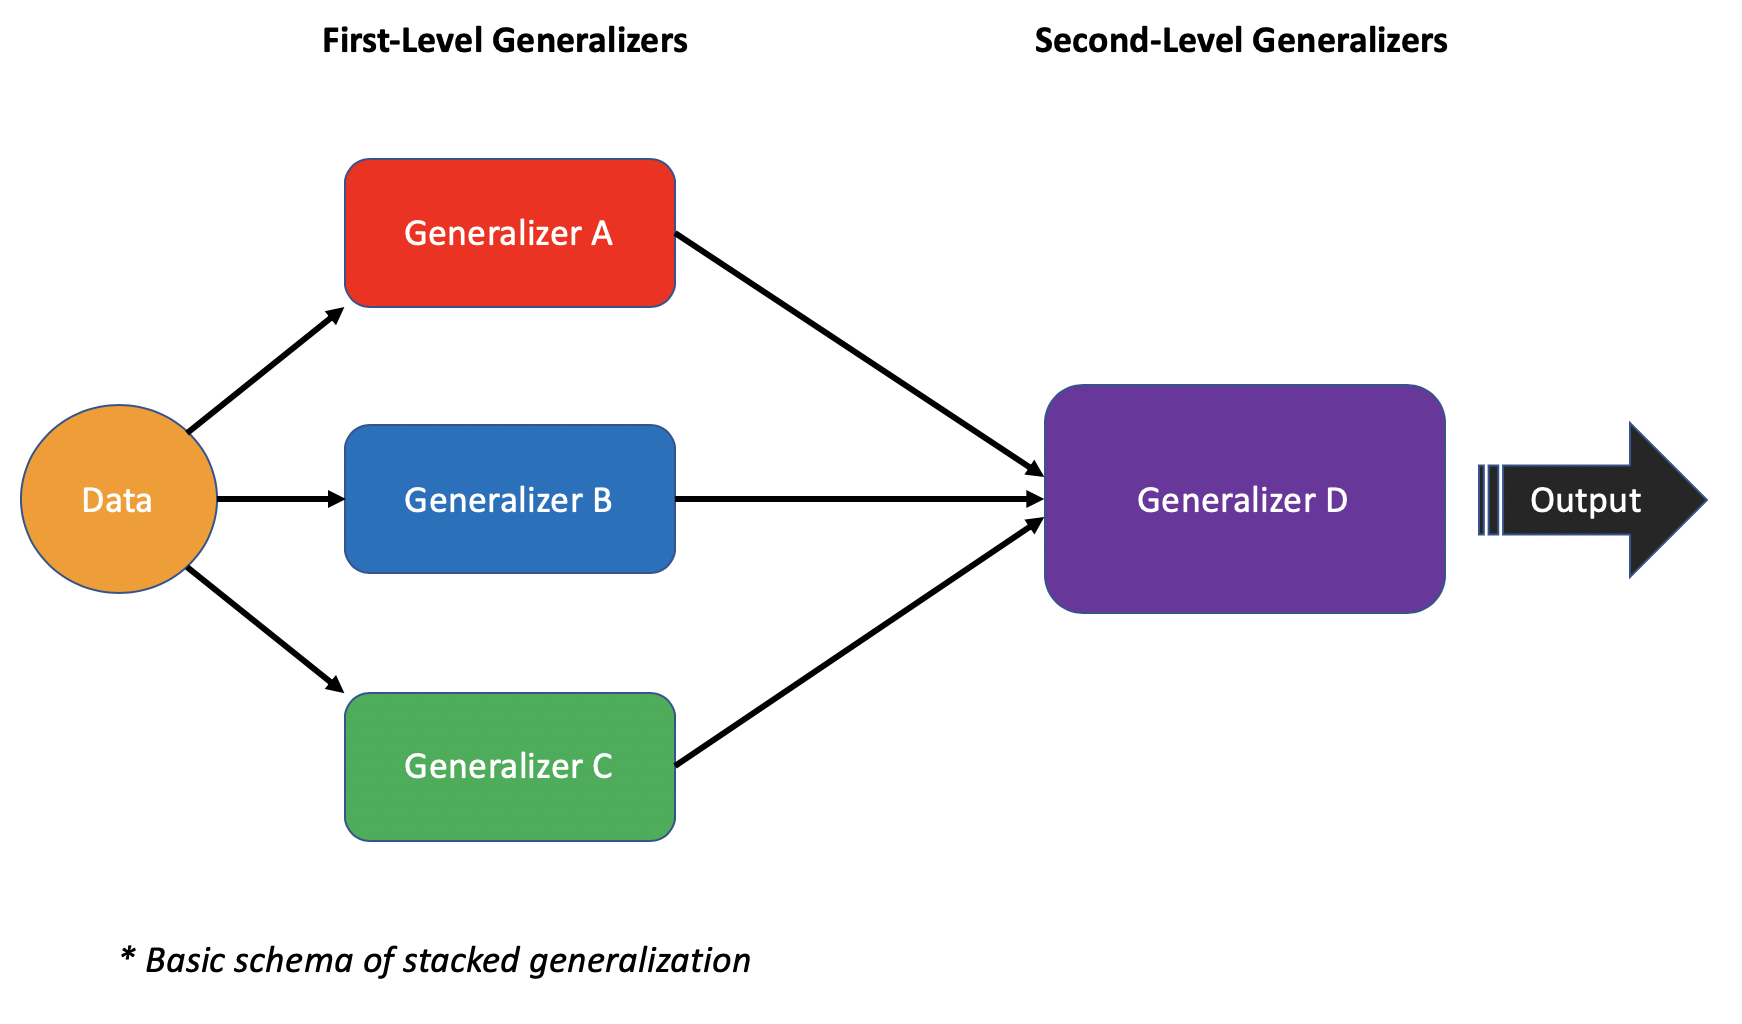 First-Level Generalizers
Second-Level Generalizers
Generalizer A
Data
Generalizer B
Generalizer D
Output
Generalizer C
* Basic schema of stacked generalization